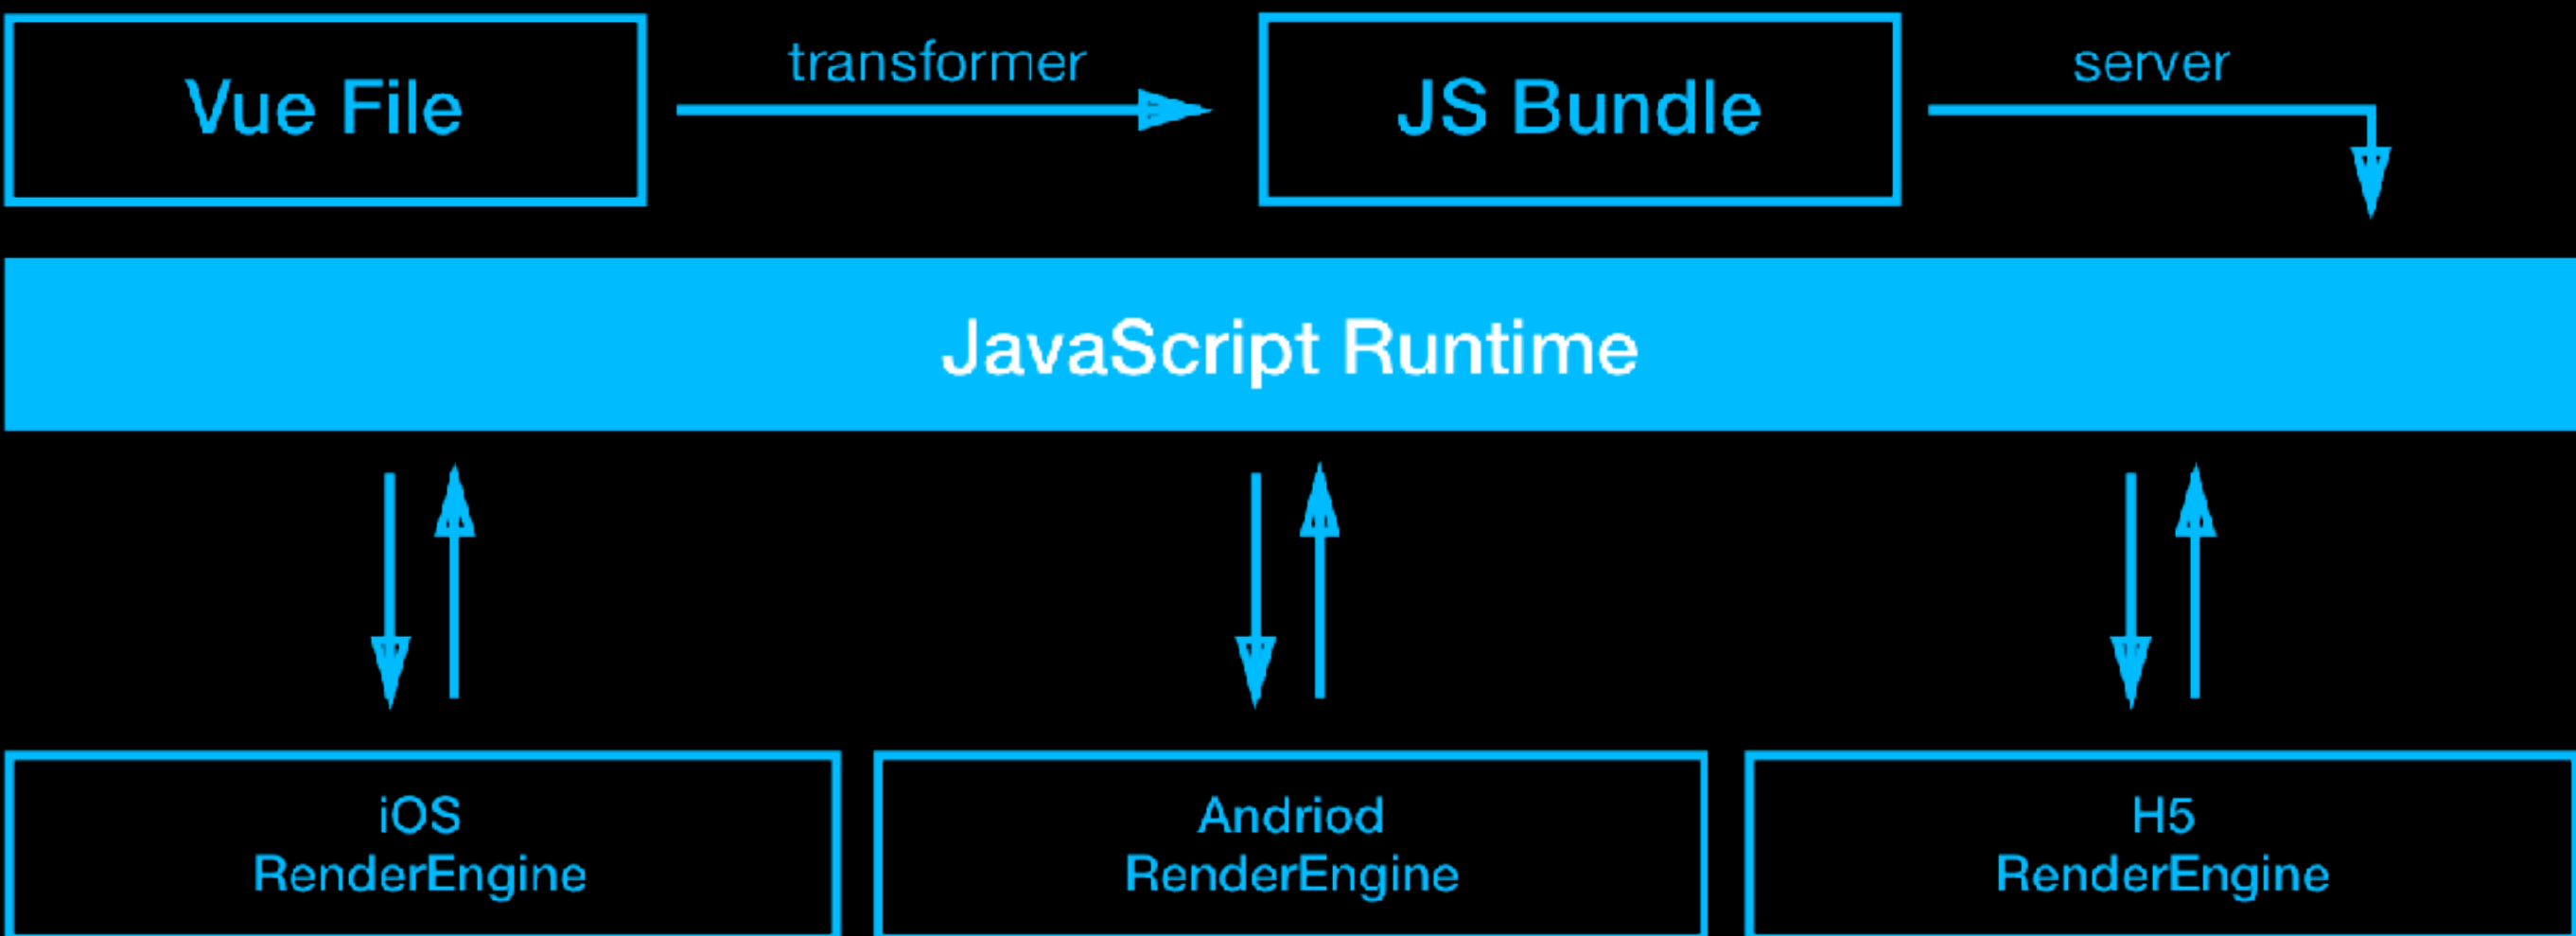 Vue File
transformer
JS Bundle
server
JavaScript Runtime
iOS
RenderEngine
Andriod
RenderEngine
H5
RenderEngine